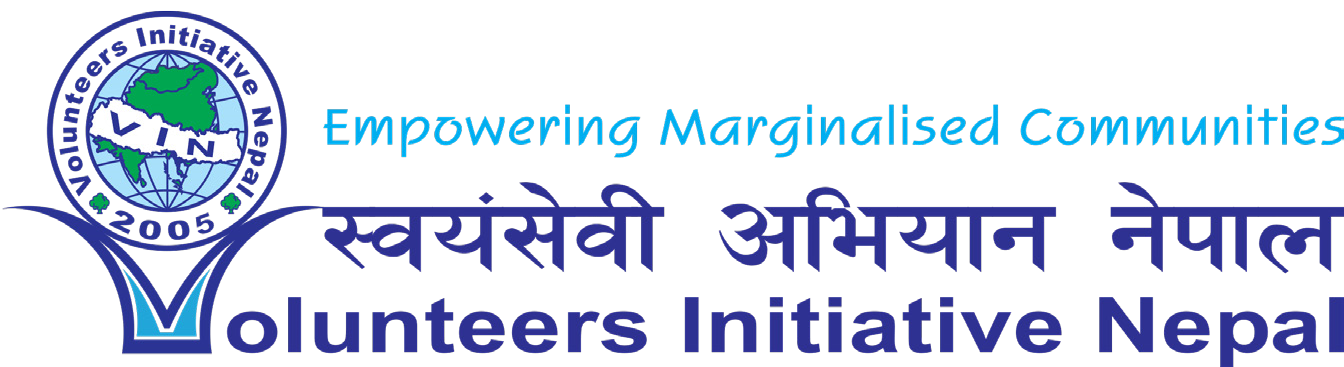 Volunteers Initiative Nepal
VIN
2005
Empowering Marginalised Communities
स्वयंसेवी अभियान नेपाल
Volunteers Initiative Nepal